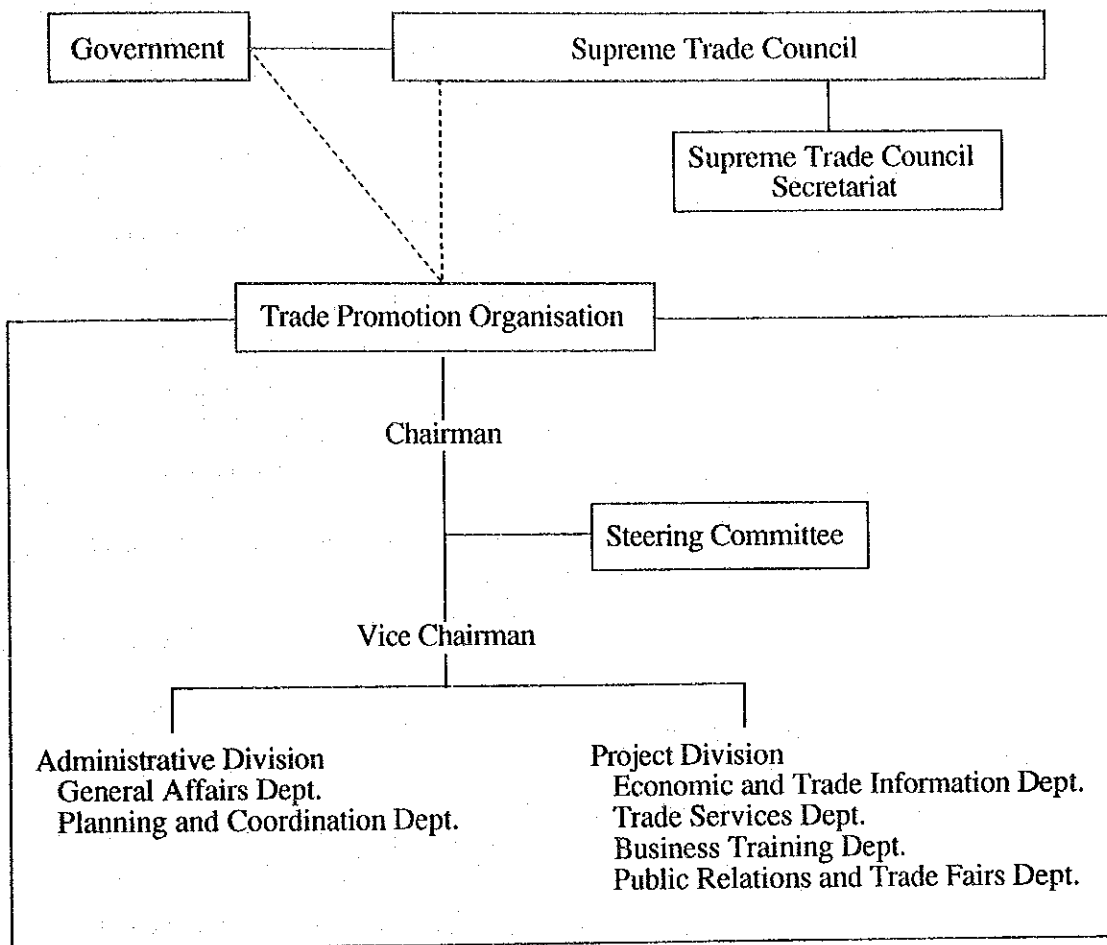 Government
Supreme Trade Council
Supreme Trade Council
Secretariat
Trade Promotion Organisation
Chairman
Steering Committee
Vice Chairman
Administrative Division
General Affairs Dept.
Planning and Coordination Dept.
Project Division
Economic and Trade Information Dept.
Trade Services Dept.
Business Training Dept.
Public Relations and Trade Fairs Dept.